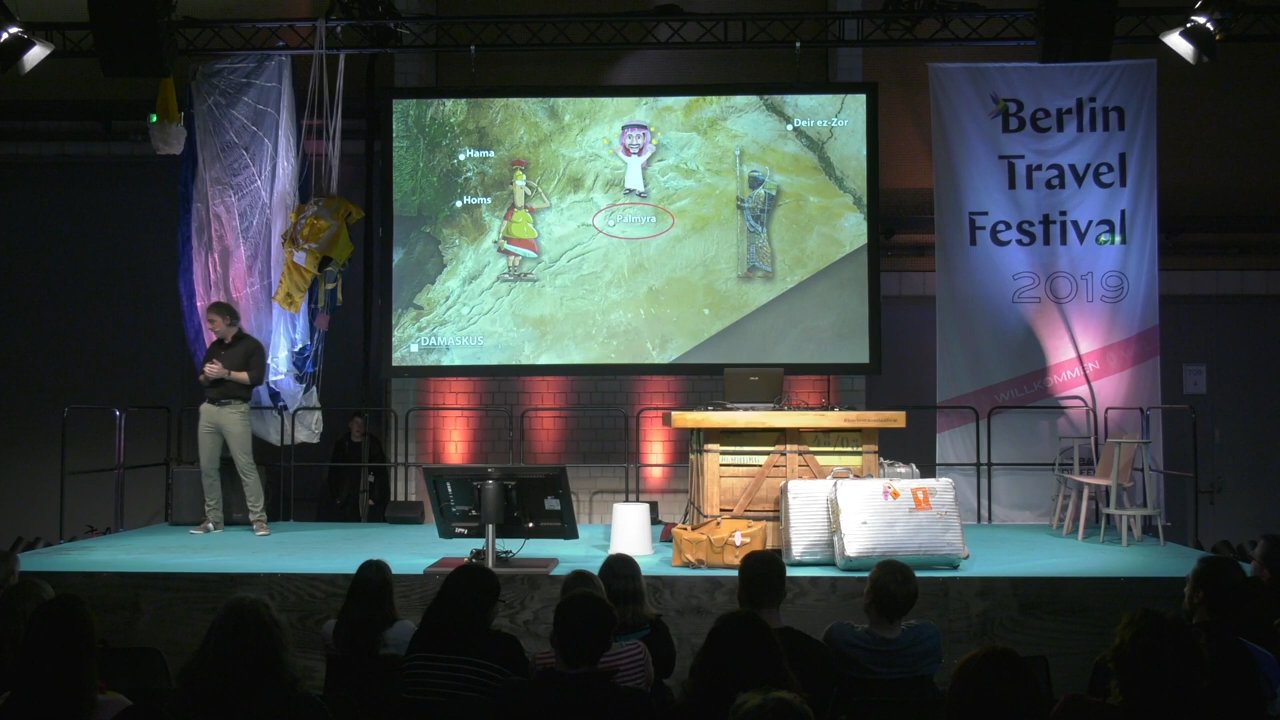 Deir ez-Zor
Hama
Homs
Palmyra
DAMASKUS
Berlin
Travel
Festival
2019
WILLKOMMEN